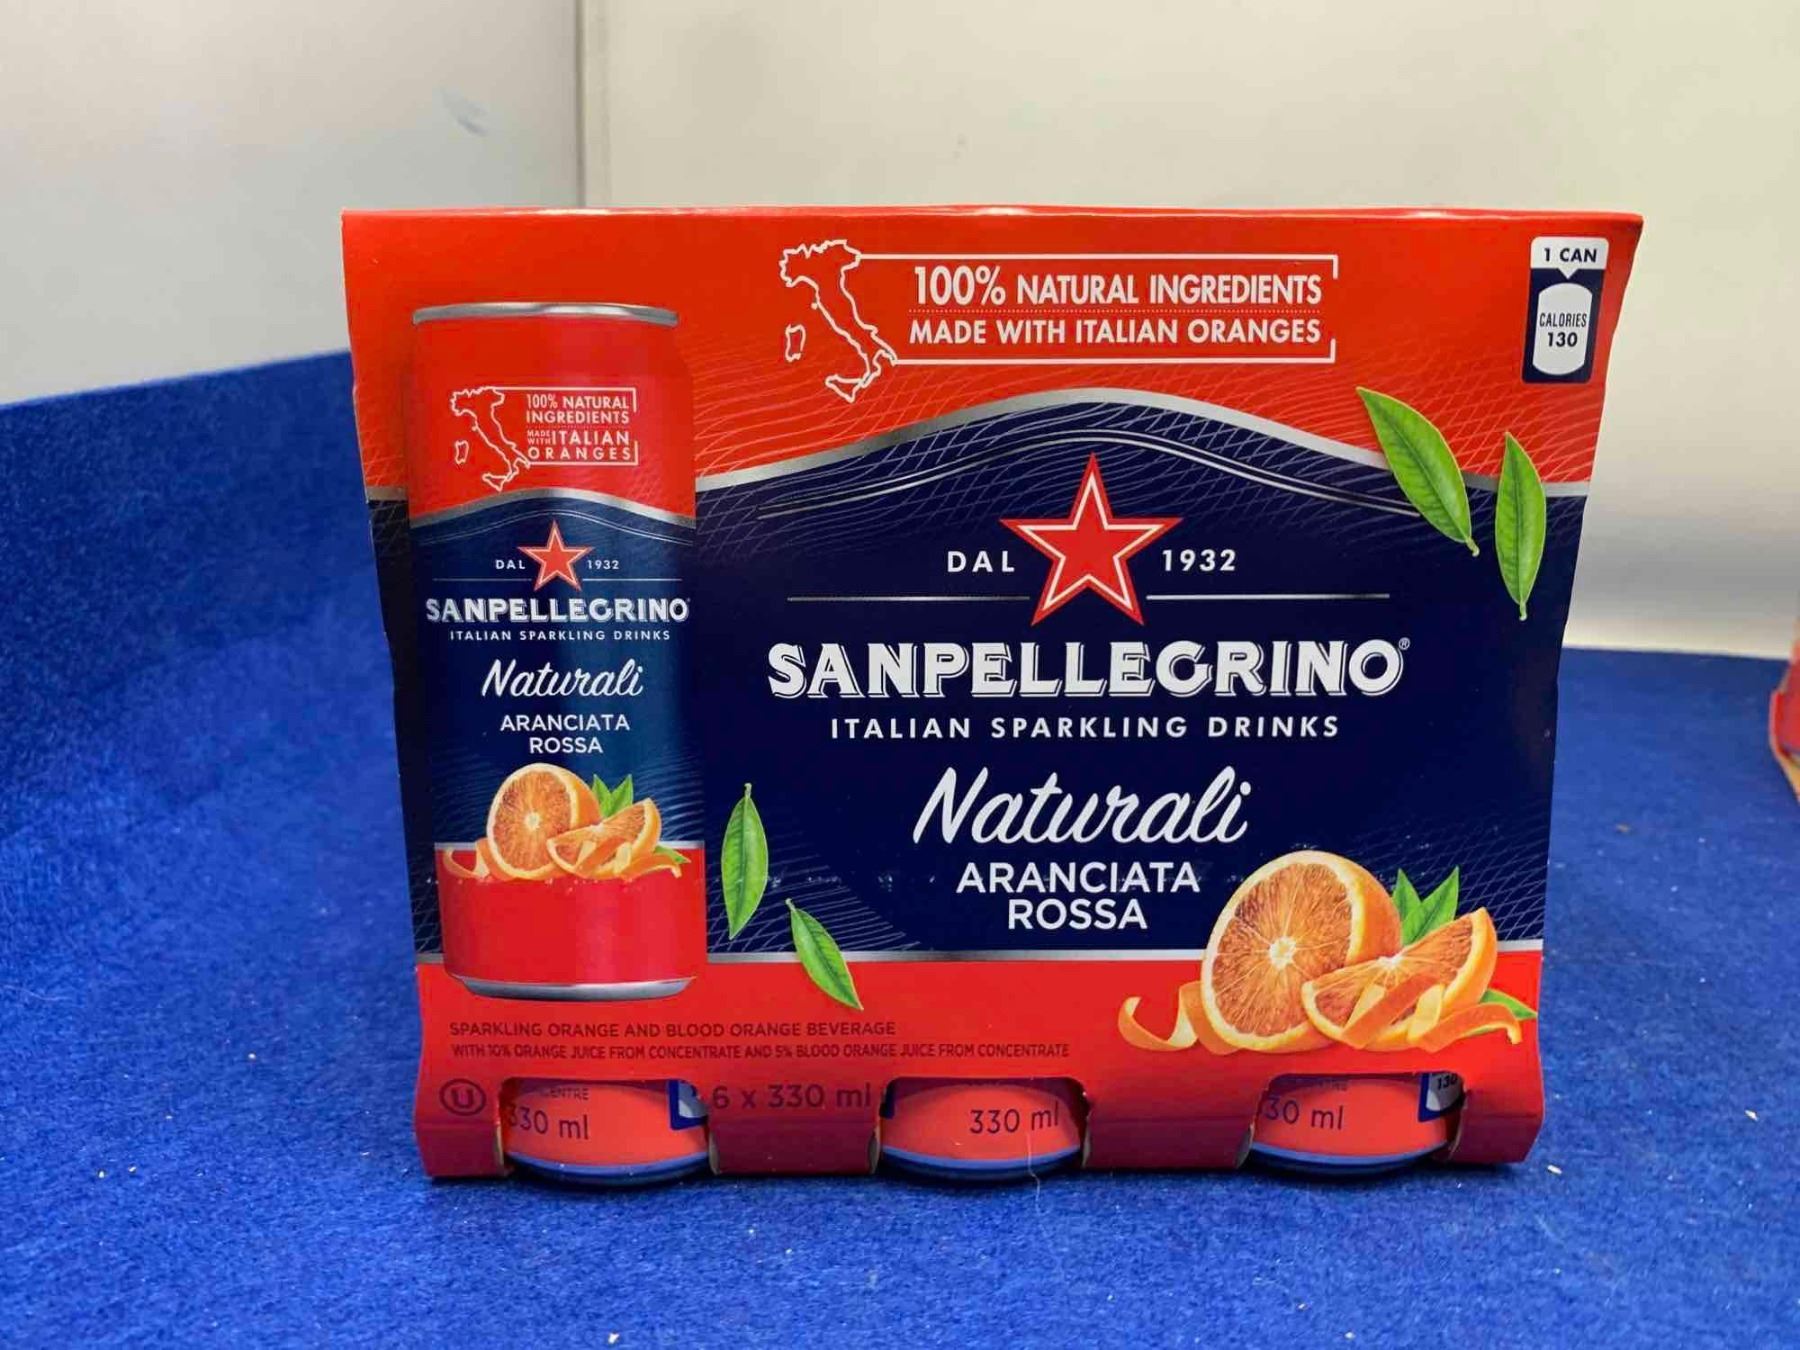 1 CAN
CALORIES
130
100% NATURAL INGREDIENTS
MADE WITH ITALIAN ORANGES
100% NATURAL
INGREDIENTS
MADE WITH ITALIAN
ORANGES
DAL 1932
SANPELLEGRINO
ITALIAN SPARKLING DRINKS
Naturali
ARANCIATA
ROSSA
DAL 1932
SANPELLEGRINO®
ITALIAN SPARKLING DRINKS
Naturali
ARANCIATA
ROSSA
SPARKLING ORANGE AND BLOOD ORANGE BEVERAGE
WITH 10% ORANGE JUICE FROM CONCENTRATE AND 5% BLOOD ORANGE JUICE FROM CONCENTRATE
U 6 x 330 ml
330 ml
330 ml
30 ml
130